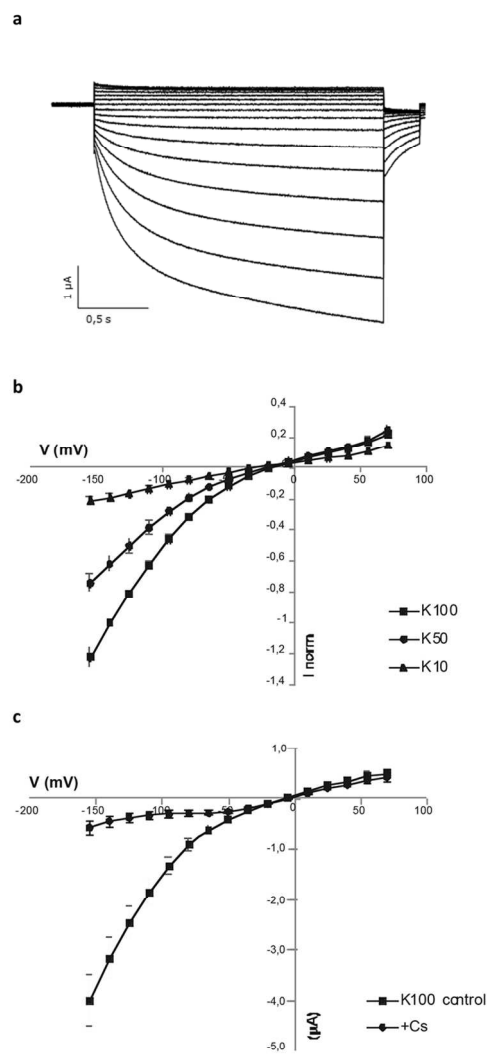 a
1 µA
0,5 s
b
V (mV)
0,4
0,2
-200 -150 -100 -50 0 50 100
-0,2
-0,4
-0,6
-0,8
-1
-1,2
-1,4
I norm
K100
K50
K10
c
V (mV)
1,0
-200 -150 -100 -50 0 50 100
-1,0
-2,0
-3,0
-4,0
-5,0
(µA)
K100 cantrol
+Cs